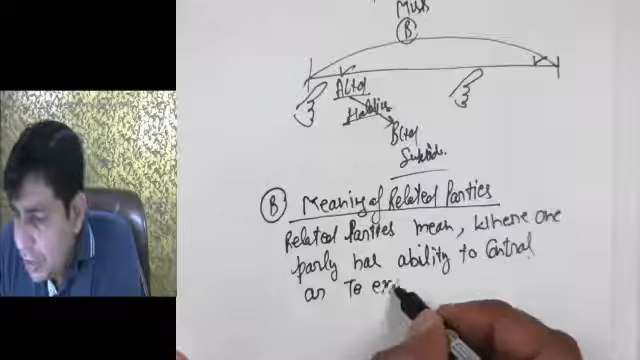 B
A Ltd
Holding
B Ltd
B Meaning of Related Parties
Related Parties mean, where one
party has ability to Control
or To ex